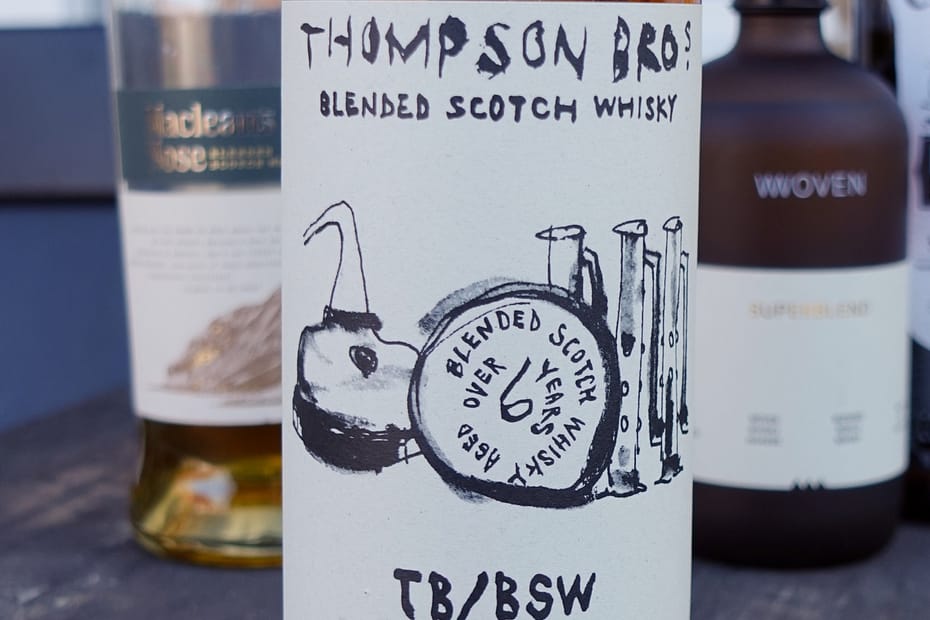 THOMPSON BROS.
BLENDED SCOTCH WHISKY
BLENDED SCOTCH WHISKY
AGED OVER
6
YEARS
TB/BSW
Maclean's
Nose
WOVEN
SUPERBLEND